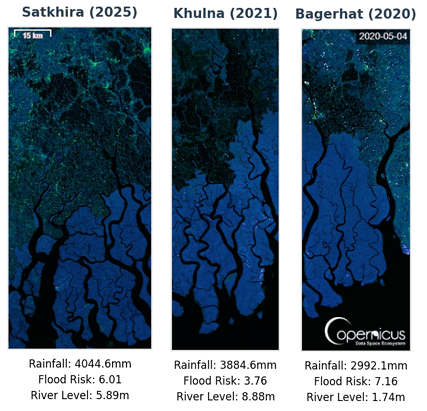 Satkhira (2025)
Khulna (2021)
Bagerhat (2020)
15 km
2020-05-04
opernicus
Data Space Ecosystem
Rainfall: 4044.6mm
Flood Risk: 6.01
River Level: 5.89m
Rainfall: 3884.6mm
Flood Risk: 3.76
River Level: 8.88m
Rainfall: 2992.1mm
Flood Risk: 7.16
River Level: 1.74m